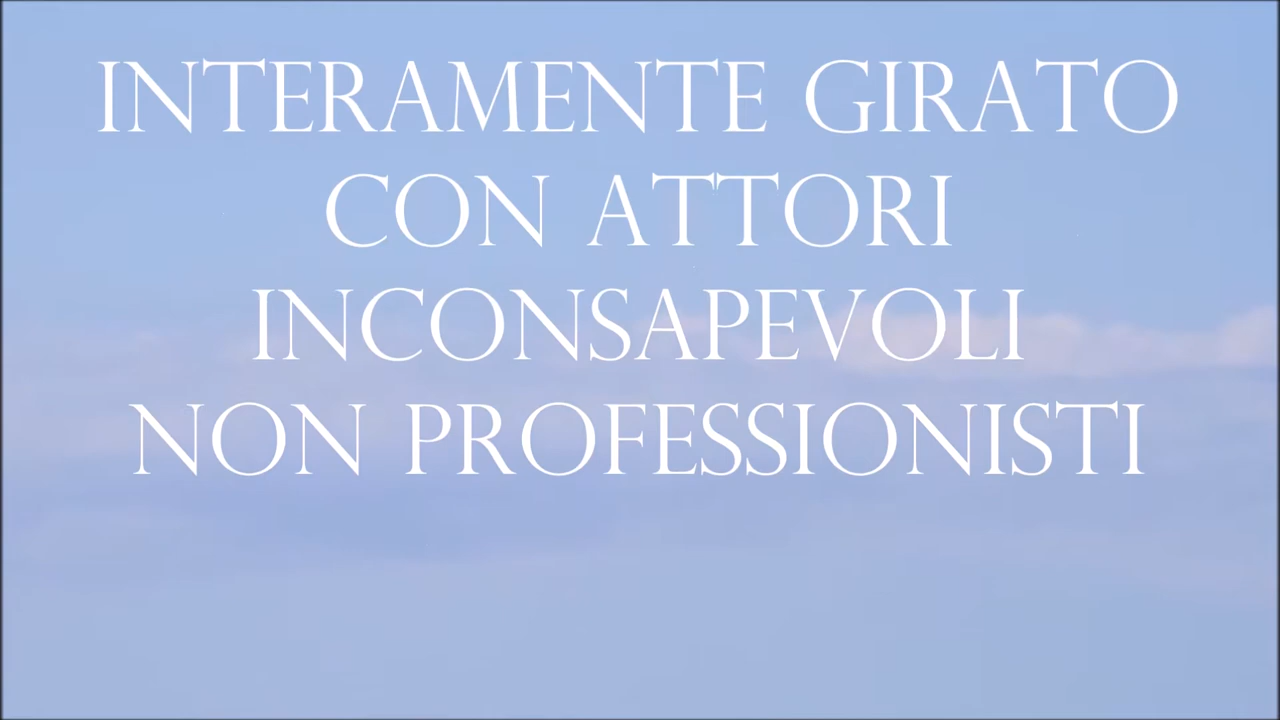 INTERAMENTE GIRATO
CON ATTORI
INCONSAPEVOLI
NON PROFESSIONISTI